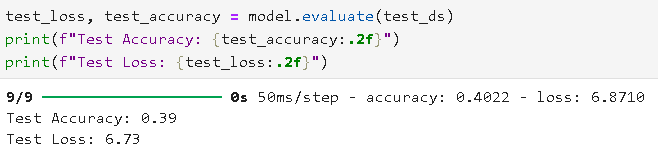 test_loss, test_accuracy = model.evaluate(test_ds)
print(f"Test Accuracy: {test_accuracy:.2f}")
print(f"Test Loss: {test_loss:.2f}")
9/9 ━━━━━━━━━━━━━━━━━━━━ 0s 50ms/step - accuracy: 0.4022 - loss: 6.8710
Test Accuracy: 0.39
Test Loss: 6.73